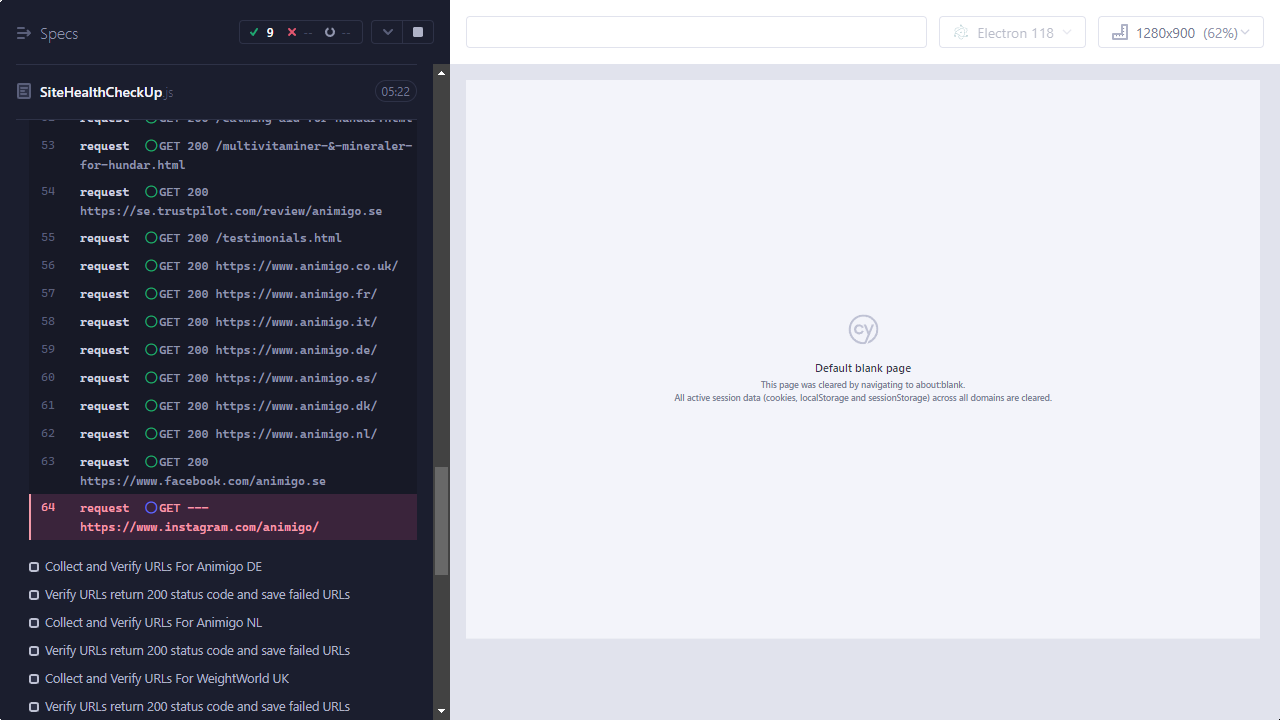 Specs
9
--
--
Electron 118
1280x900 (62%)
SiteHealthCheckUp.js
05:22
52 request GET 200 /calming-aid-for-hundar.html
53 request GET 200 /multivitaminer-&-mineraler-
for-hundar.html
54 request GET 200
https://se.trustpilot.com/review/animigo.se
55 request GET 200 /testimonials.html
56 request GET 200 https://www.animigo.co.uk/
57 request GET 200 https://www.animigo.fr/
58 request GET 200 https://www.animigo.it/
59 request GET 200 https://www.animigo.de/
60 request GET 200 https://www.animigo.es/
61 request GET 200 https://www.animigo.dk/
62 request GET 200 https://www.animigo.nl/
63 request GET 200
https://www.facebook.com/animigo.se
64 request GET ---
https://www.instagram.com/animigo/
Collect and Verify URLs For Animigo DE
Verify URLs return 200 status code and save failed URLs
Collect and Verify URLs For Animigo NL
Verify URLs return 200 status code and save failed URLs
Collect and Verify URLs For WeightWorld UK
Verify URLs return 200 status code and save failed URLs
cy
Default blank page
This page was cleared by navigating to about:blank.
All active session data (cookies, localStorage and sessionStorage) across all domains are cleared.